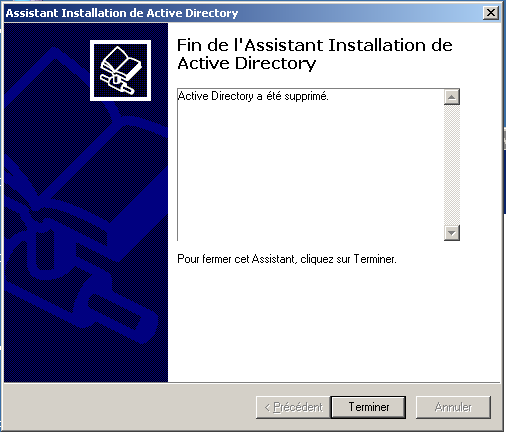 Assistant Installation de Active Directory
Fin de l'Assistant Installation de
Active Directory
Active Directory a été supprimé.
Pour fermer cet Assistant, cliquez sur Terminer.
< Précédent
Terminer
Annuler